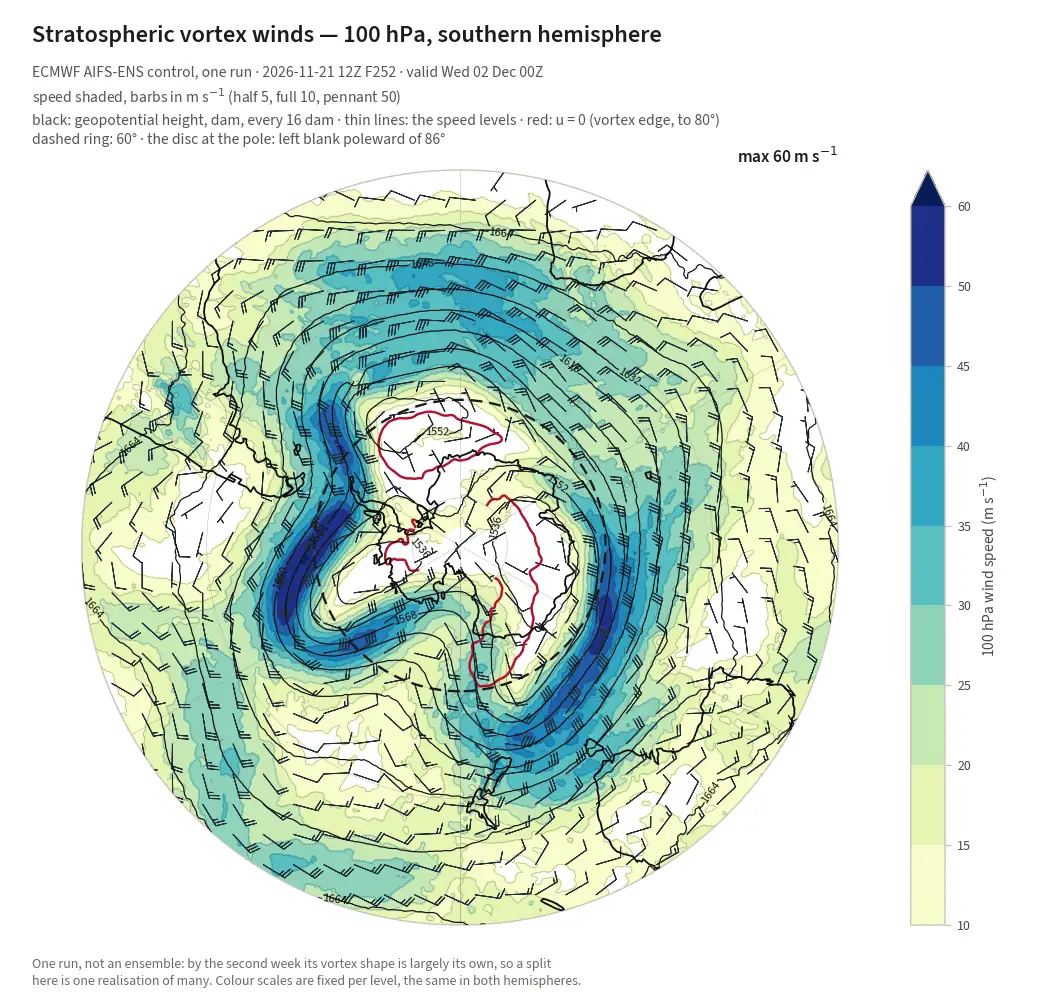 Stratospheric vortex winds — 100 hPa, southern hemisphere
ECMWF AIFS-ENS control, one run · 2026-11-21 12Z F252 · valid Wed 02 Dec 00Z
speed shaded, barbs in m s⁻¹ (half 5, full 10, pennant 50)
black: geopotential height, dam, every 16 dam · thin lines: the speed levels · red: u = 0 (vortex edge, to 80°)
dashed ring: 60° · the disc at the pole: left blank poleward of 86°
max 60 m s⁻¹
1664
1616
1632
1552
1664
1552
1536
1664
1536
1664
1568
1664
1664
60
50
45
40
35
30
25
20
15
10
100 hPa wind speed (m s⁻¹)
One run, not an ensemble: by the second week its vortex shape is largely its own, so a split
here is one realisation of many. Colour scales are fixed per level, the same in both hemispheres.